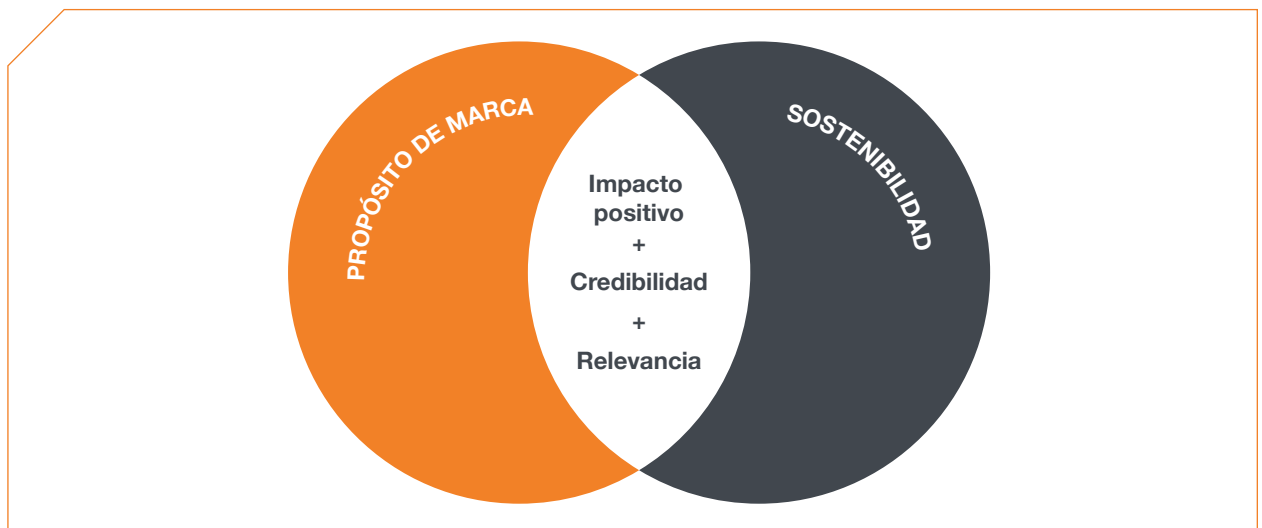 PROPÓSITO DE MARCA
SOSTENIBILIDAD
Impacto
positivo
+
Credibilidad
+
Relevancia